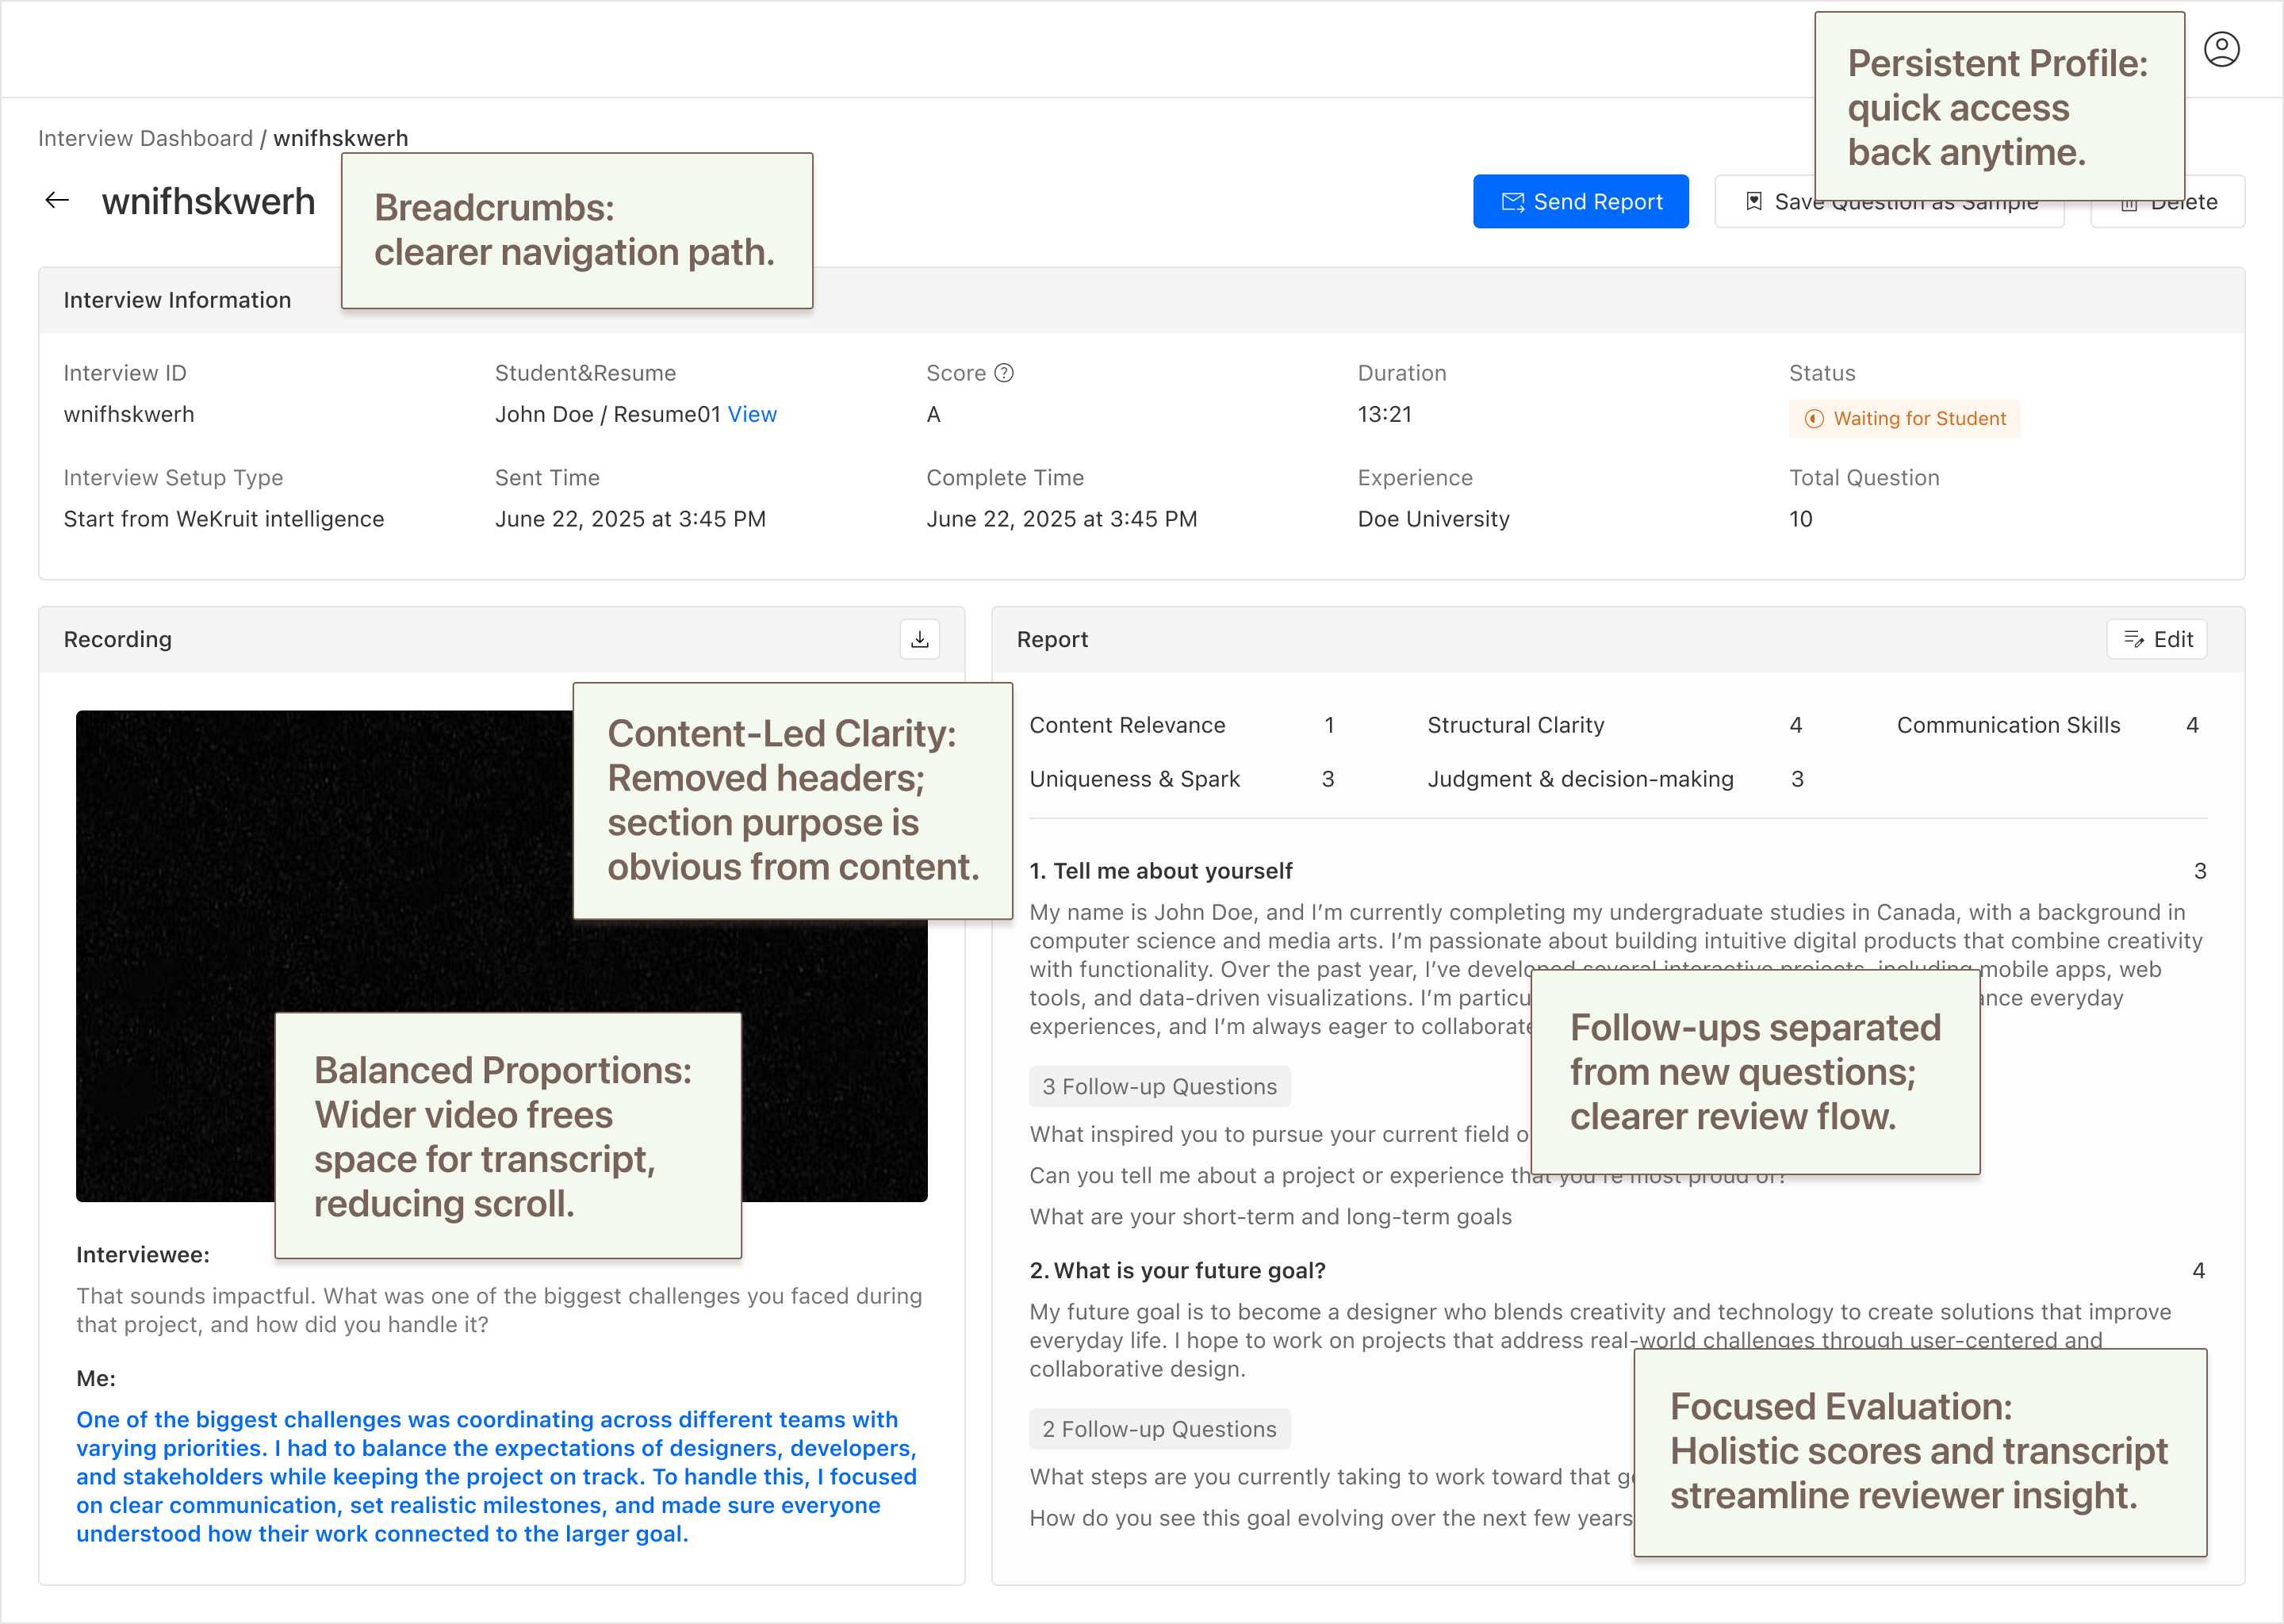 Persistent Profile:
quick access
back anytime.
Interview Dashboard / wnifhskwerh
wnifhskwerh
Breadcrumbs:
clearer navigation path.
Send Report
Save Question as Sample
Delete
Interview Information
Interview ID
Student&Resume
Score
Duration
Status
wnifhskwerh
John Doe / Resume01 View
A
13:21
Waiting for Student
Interview Setup Type
Sent Time
Complete Time
Experience
Total Question
Start from WeKruit intelligence
June 22, 2025 at 3:45 PM
June 22, 2025 at 3:45 PM
Doe University
10
Recording
Content-Led Clarity:
Removed headers;
section purpose is
obvious from content.
Balanced Proportions:
Wider video frees
space for transcript,
reducing scroll.
Interviewee:
That sounds impactful. What was one of the biggest challenges you faced during
that project, and how did you handle it?
Me:
One of the biggest challenges was coordinating across different teams with
varying priorities. I had to balance the expectations of designers, developers,
and stakeholders while keeping the project on track. To handle this, I focused
on clear communication, set realistic milestones, and made sure everyone
understood how their work connected to the larger goal.
Report
Edit
Content Relevance 1 Structural Clarity 4 Communication Skills 4
Uniqueness & Spark 3 Judgment & decision-making 3
1. Tell me about yourself 3
My name is John Doe, and I’m currently completing my undergraduate studies in Canada, with a background in
computer science and media arts. I’m passionate about building intuitive digital products that combine creativity
with functionality. Over the past year, I’ve developed several interactive projects, including mobile apps, web
tools, and data-driven visualizations. I’m everyday
experiences, and I’m always eager to
Follow-ups separated
from new questions;
clearer review flow.
3 Follow-up Questions
What inspired you to pursue your current field
Can you tell me about a project or experience that you're most proud of?
What are your short-term and long-term goals
2. What is your future goal? 4
My future goal is to become a designer who blends creativity and technology to create solutions that improve
everyday life. I hope to work on projects that address real-world challenges through user-centered and
collaborative design.
2 Follow-up Questions
What steps are you currently taking to work toward that
How do you see this goal evolving over the next few years
Focused Evaluation:
Holistic scores and transcript
streamline reviewer insight.